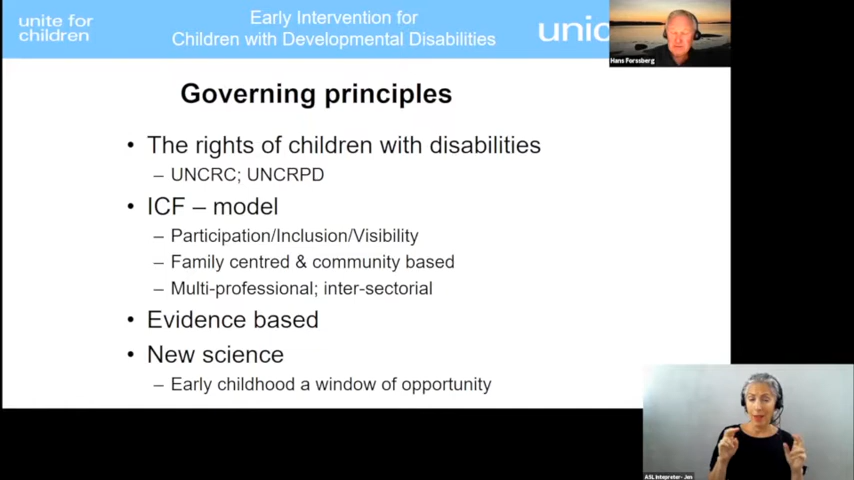 unite for
children
Early Intervention for
Children with Developmental Disabilities
unic
Hans Forssberg
Governing principles
• The rights of children with disabilities
– UNCRC; UNCRPD
• ICF – model
– Participation/Inclusion/Visibility
– Family centred & community based
– Multi-professional; inter-sectorial
• Evidence based
• New science
– Early childhood a window of opportunity
ASL Intepreter- Jen